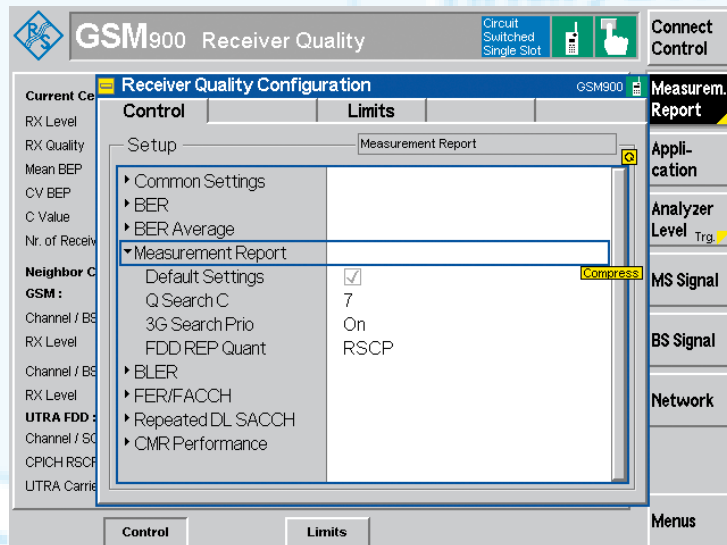 R&S
GSM900 Receiver Quality
Circuit
Switched
Single Slot
Connect
Control
Current Ce
RX Level
RX Quality
Mean BEP
CV BEP
C Value
Nr. of Receiv
Neighbor C
GSM :
Channel / BS
RX Level
Channel / BS
RX Level
UTRA FDD :
Channel / SC
CPICH RSCP
UTRA Carrie
Receiver Quality Configuration
GSM900
Control
Limits
Setup
Measurement Report
Q
Common Settings
BER
BER Average
Measurement Report
Compress
Default Settings
Q Search C 7
3G Search Prio On
FDD REP Quant RSCP
BLER
FER/FACCH
Repeated DL SACCH
CMR Performance
Measurem.
Report
Appli-
cation
Analyzer
Level Trg.
MS Signal
BS Signal
Network
Menus
Control
Limits